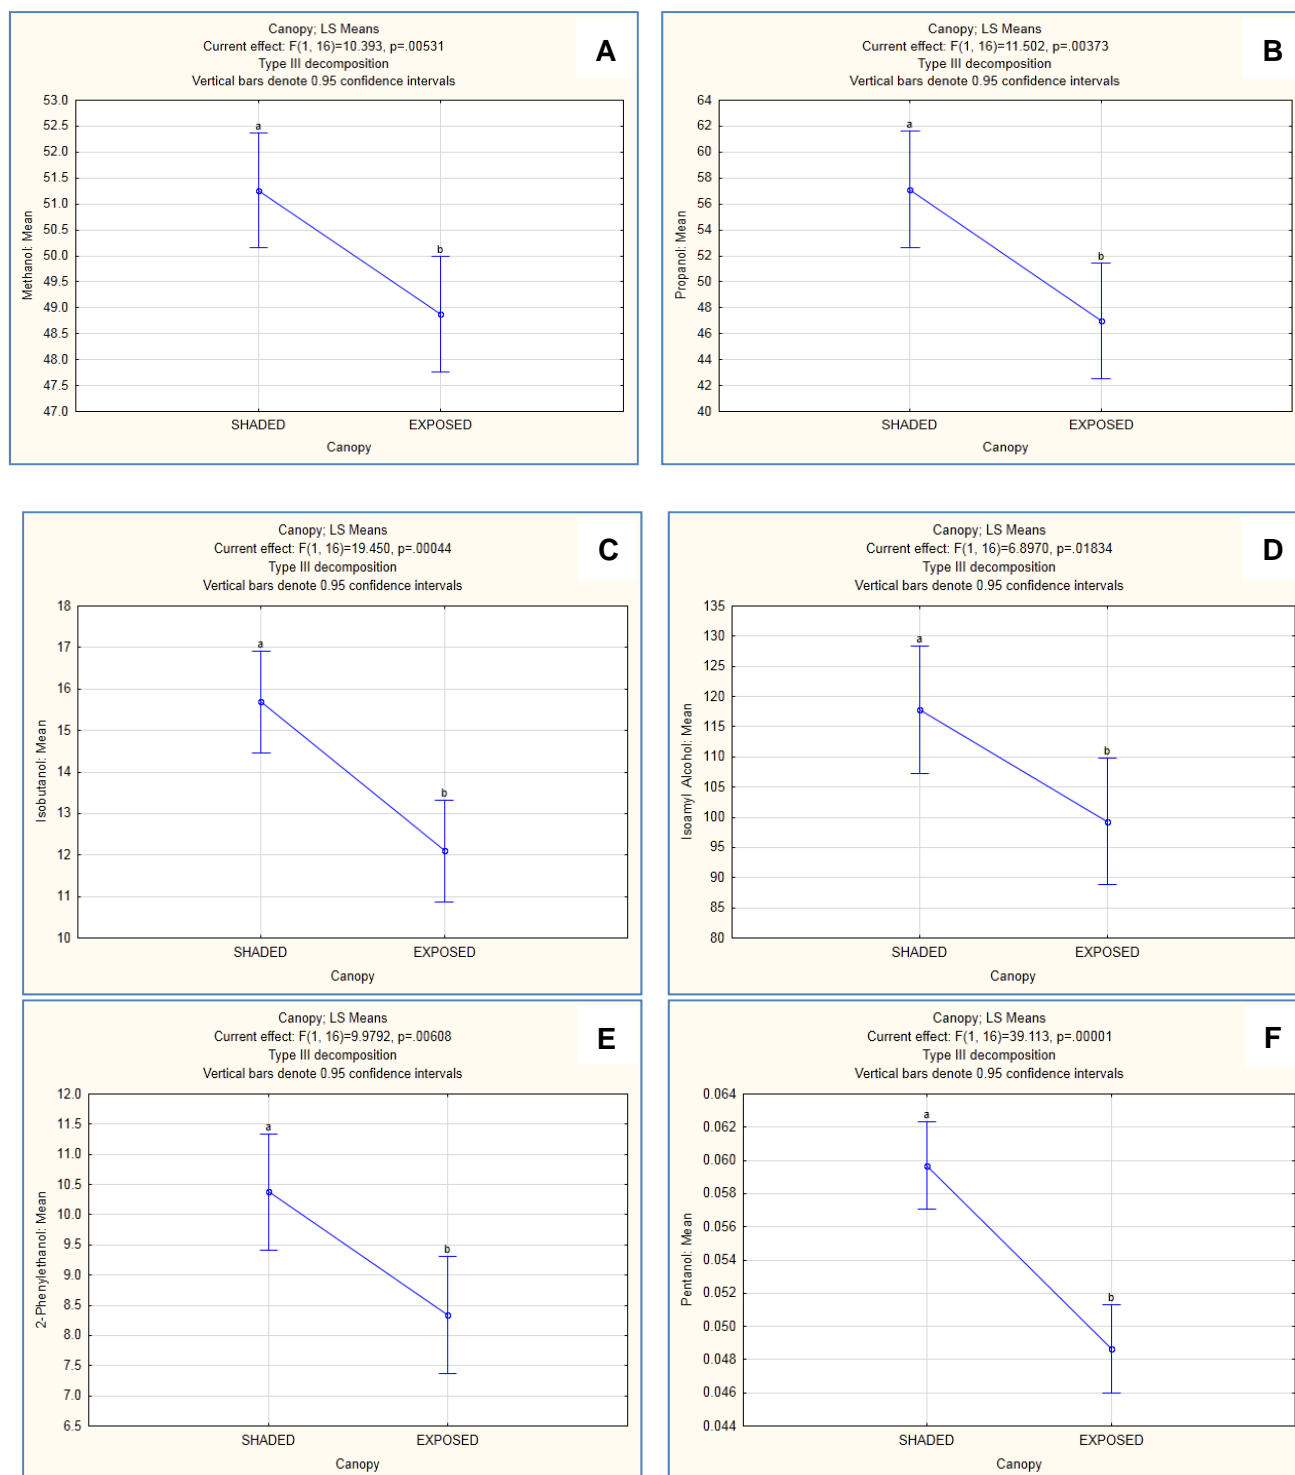 Canopy; LS Means
Current effect: F(1, 16)=10.393, p=.00531
Type III decomposition
Vertical bars denote 0.95 confidence intervals
A
53.0
52.5
52.0
51.5
51.0
50.5
50.0
49.5
49.0
48.5
48.0
47.5
47.0
Methanol: Mean
a
b
SHADED EXPOSED
Canopy
Canopy; LS Means
Current effect: F(1, 16)=11.502, p=.00373
Type III decomposition
Vertical bars denote 0.95 confidence intervals
B
64
62
60
58
56
54
52
50
48
46
44
42
40
Propanol: Mean
a
b
SHADED EXPOSED
Canopy
Canopy; LS Means
Current effect: F(1, 16)=19.450, p=.00044
Type III decomposition
Vertical bars denote 0.95 confidence intervals
C
18
17
16
15
14
13
12
11
10
Isobutanol: Mean
a
b
SHADED EXPOSED
Canopy
Canopy; LS Means
Current effect: F(1, 16)=6.8970, p=.01834
Type III decomposition
Vertical bars denote 0.95 confidence intervals
D
135
130
125
120
115
110
105
100
95
90
85
80
Isoamyl Alcohol: Mean
a
b
SHADED EXPOSED
Canopy
Canopy; LS Means
Current effect: F(1, 16)=9.9792, p=.00608
Type III decomposition
Vertical bars denote 0.95 confidence intervals
E
12.0
11.5
11.0
10.5
10.0
9.5
9.0
8.5
8.0
7.5
7.0
6.5
2-Phenylethanol: Mean
a
b
SHADED EXPOSED
Canopy
Canopy; LS Means
Current effect: F(1, 16)=39.113, p=.00001
Type III decomposition
Vertical bars denote 0.95 confidence intervals
F
0.064
0.062
0.060
0.058
0.056
0.054
0.052
0.050
0.048
0.046
0.044
Pentanol: Mean
a
b
SHADED EXPOSED
Canopy